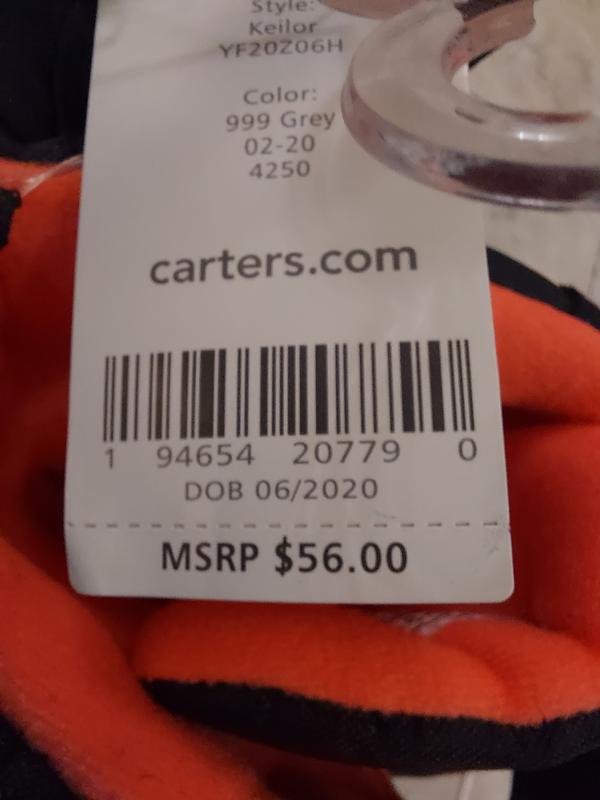 Style:
Keilor
YF20Z06H
Color:
999 Grey
02-20
4250
carters.com
1 94654 20779 0
DOB 06/2020
MSRP $56.00